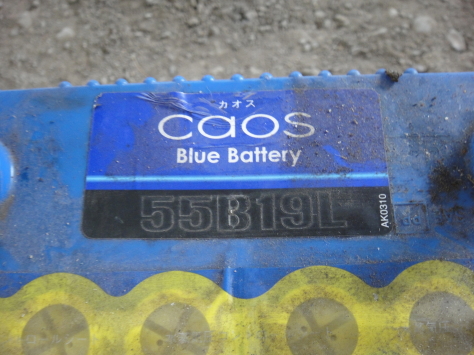 カオス
caos
Blue Battery
55B19L
AK0310